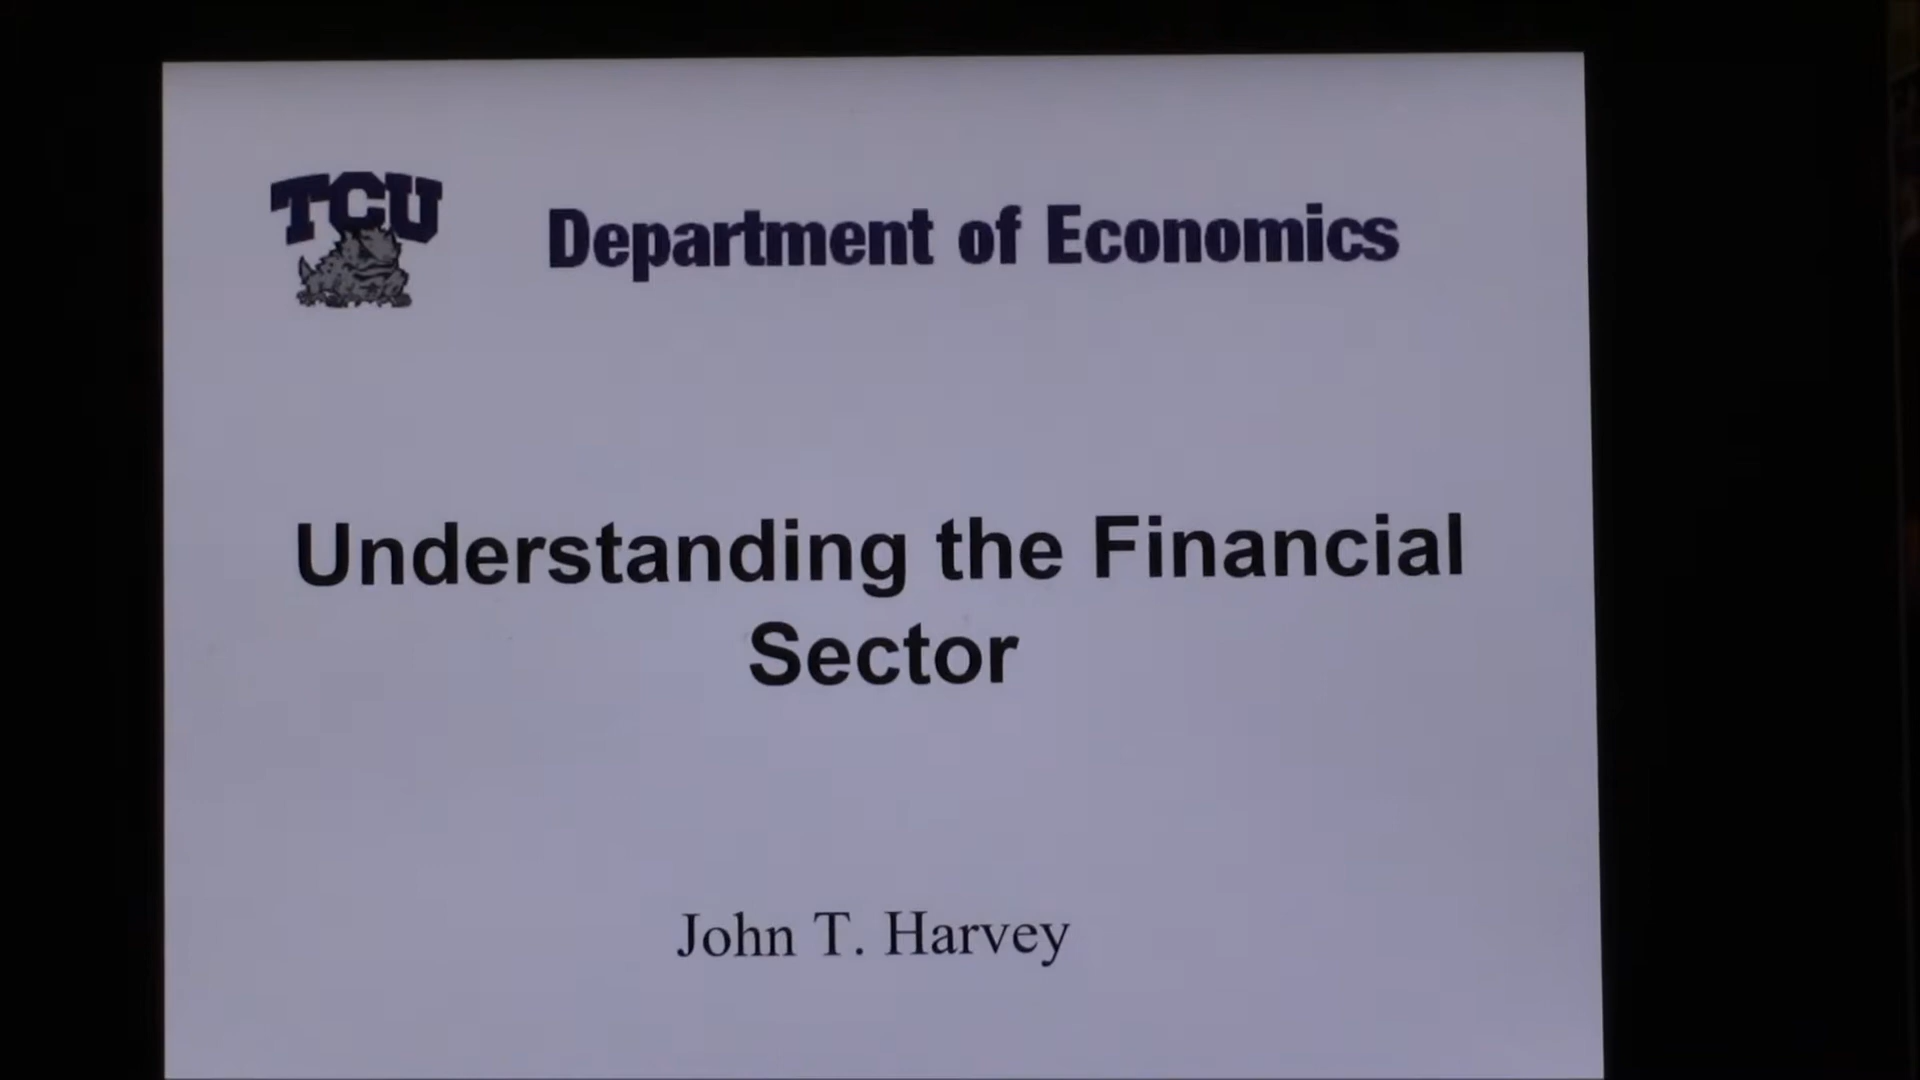 TCU
Department of Economics
Understanding the Financial
Sector
John T. Harvey